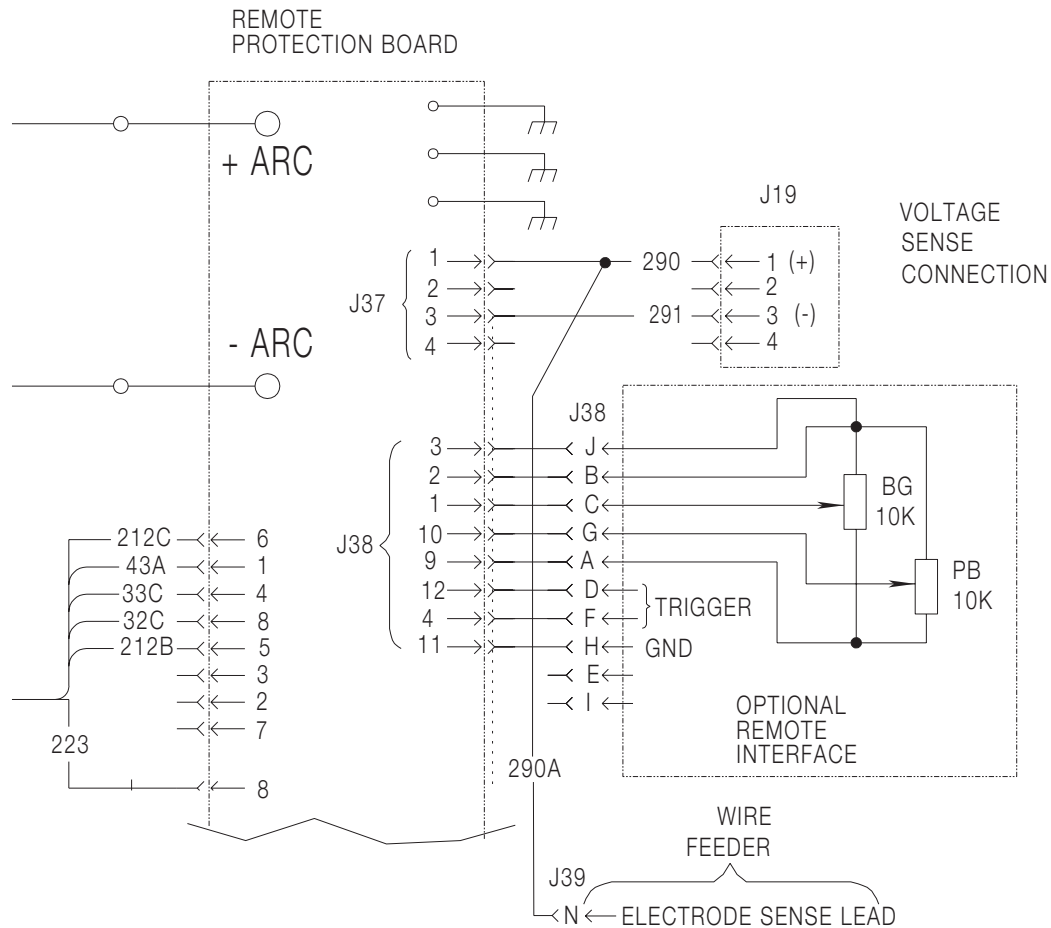 REMOTE
PROTECTION BOARD
+ ARC
J19
VOLTAGE
SENSE
CONNECTION
J37
1
2
3
4
290
291
1 (+)
2
3 (-)
4
- ARC
J38
3
2
1
10
9
12
4
11
J38
J
B
C
G
A
D
F
H
E
I
TRIGGER
GND
BG
10K
PB
10K
OPTIONAL
REMOTE
INTERFACE
212C 6
43A 1
33C 4
32C 8
212B 5
3
2
7
223
8
290A
WIRE
FEEDER
J39
N ELECTRODE SENSE LEAD